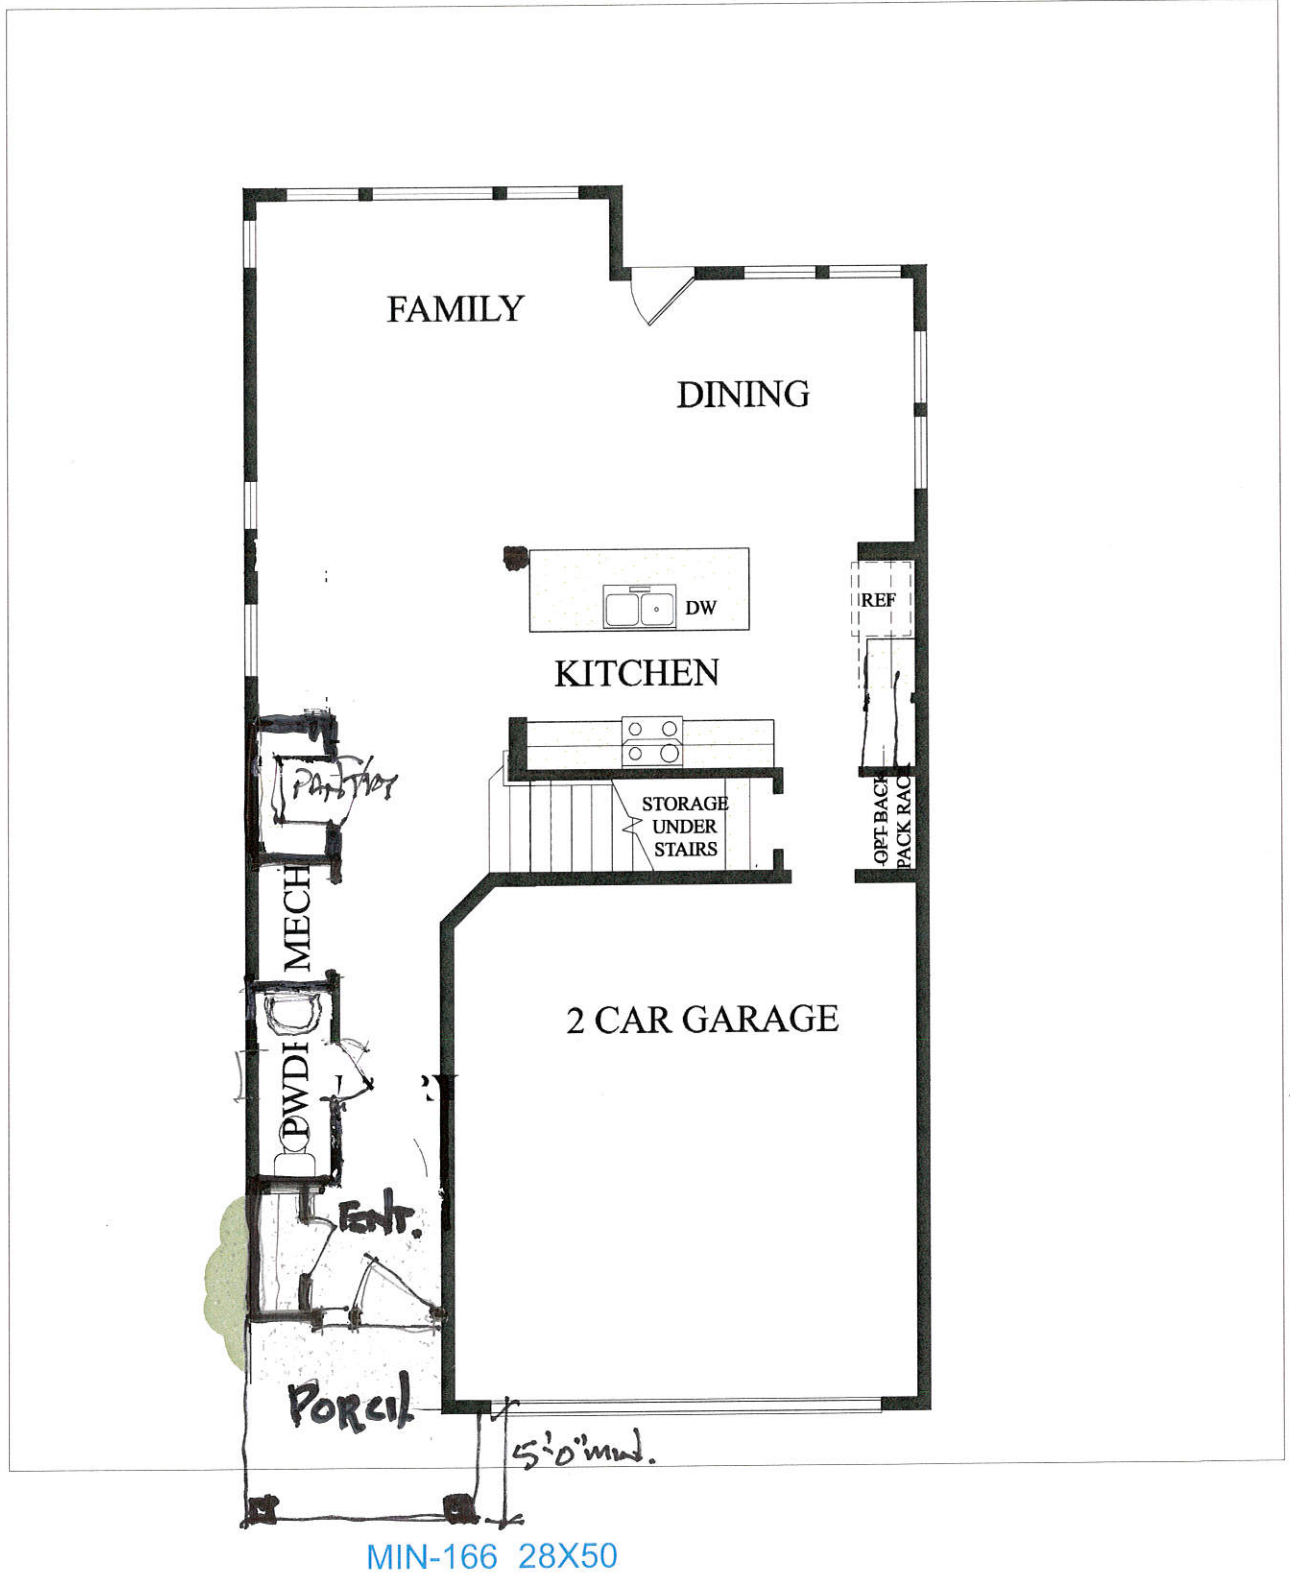 FAMILY
DINING
REF
DW
KITCHEN
PANTRY
STORAGE
UNDER
STAIRS
OPT BACK
PACK RACK
MECH
2 CAR GARAGE
PWDR
ENT.
PORCH
5'0" MIN.
MIN-166 28X50